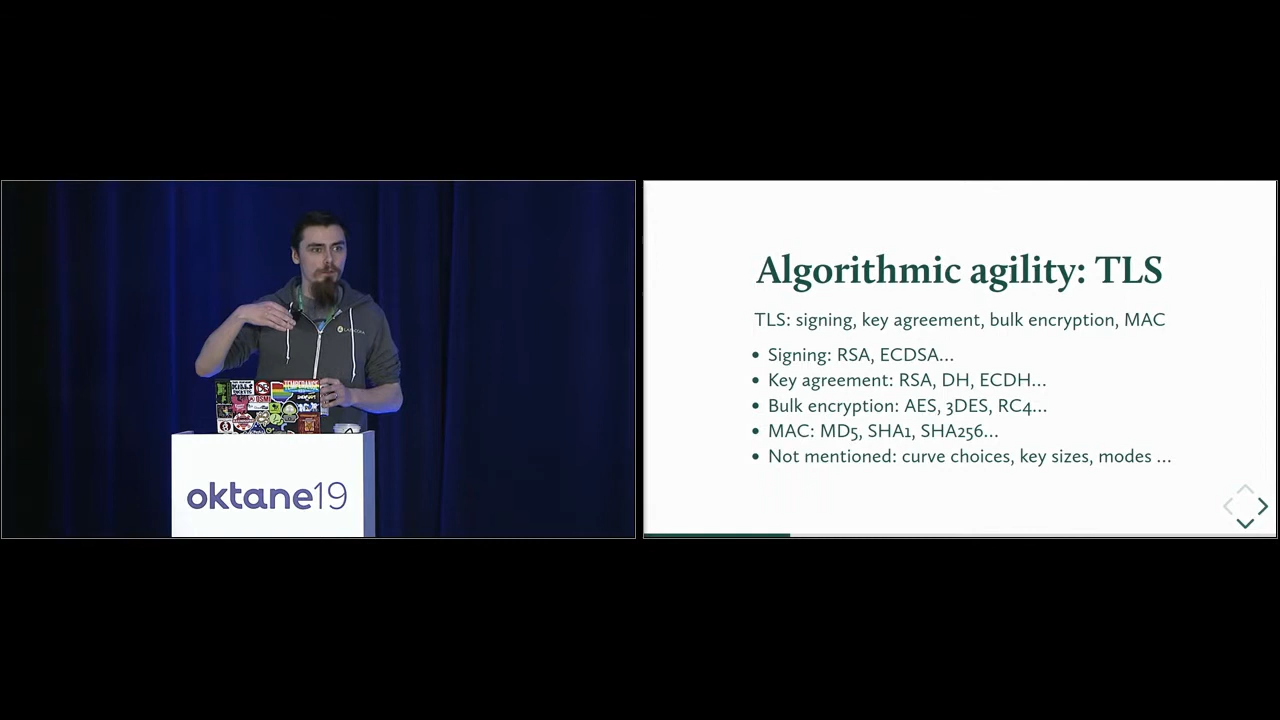 oktane19
TEMPERANCE
Algorithmic agility: TLS
TLS: signing, key agreement, bulk encryption, MAC
• Signing: RSA, ECDSA...
• Key agreement: RSA, DH, ECDH...
• Bulk encryption: AES, 3DES, RC4...
• MAC: MD5, SHA1, SHA256...
• Not mentioned: curve choices, key sizes, modes ...